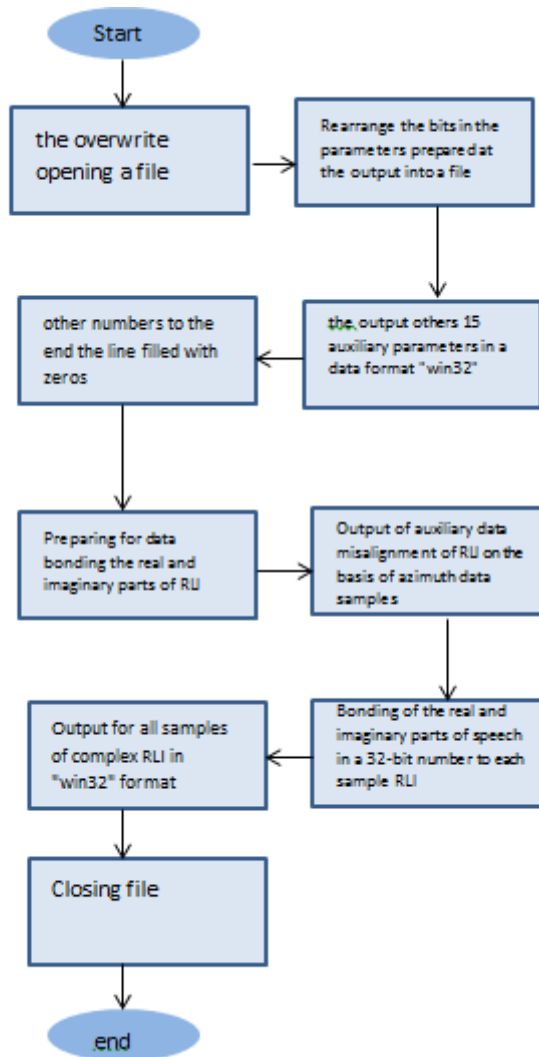 Start
the overwrite
opening a file
Rearrange the bits in the
parameters prepared at
the output into a file
the output others 15
auxiliary parameters in a
data format "win32"
other numbers to the
end the line filled with
zeros
Preparing for data
bonding the real and
imaginary parts of RLI
Output of auxiliary data
misalignment of RLI on the
basis of azimuth data
samples
Bonding of the real and
imaginary parts of speech
in a 32-bit number to each
sample RLI
Output for all samples
of complex RLI in
"win32" format
Closing file
end